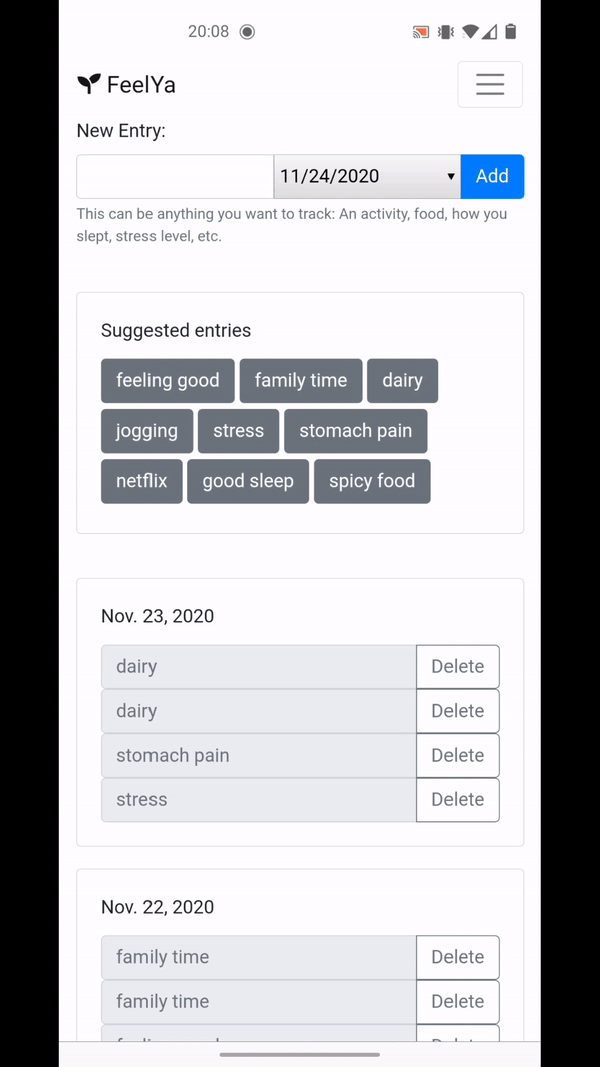 20:08
FeelYa
New Entry:
11/24/2020 Add
This can be anything you want to track: An activity, food, how you
slept, stress level, etc.
Suggested entries
feeling good family time dairy
jogging stress stomach pain
netflix good sleep spicy food
Nov. 23, 2020
dairy Delete
dairy Delete
stomach pain Delete
stress Delete
Nov. 22, 2020
family time Delete
family time Delete